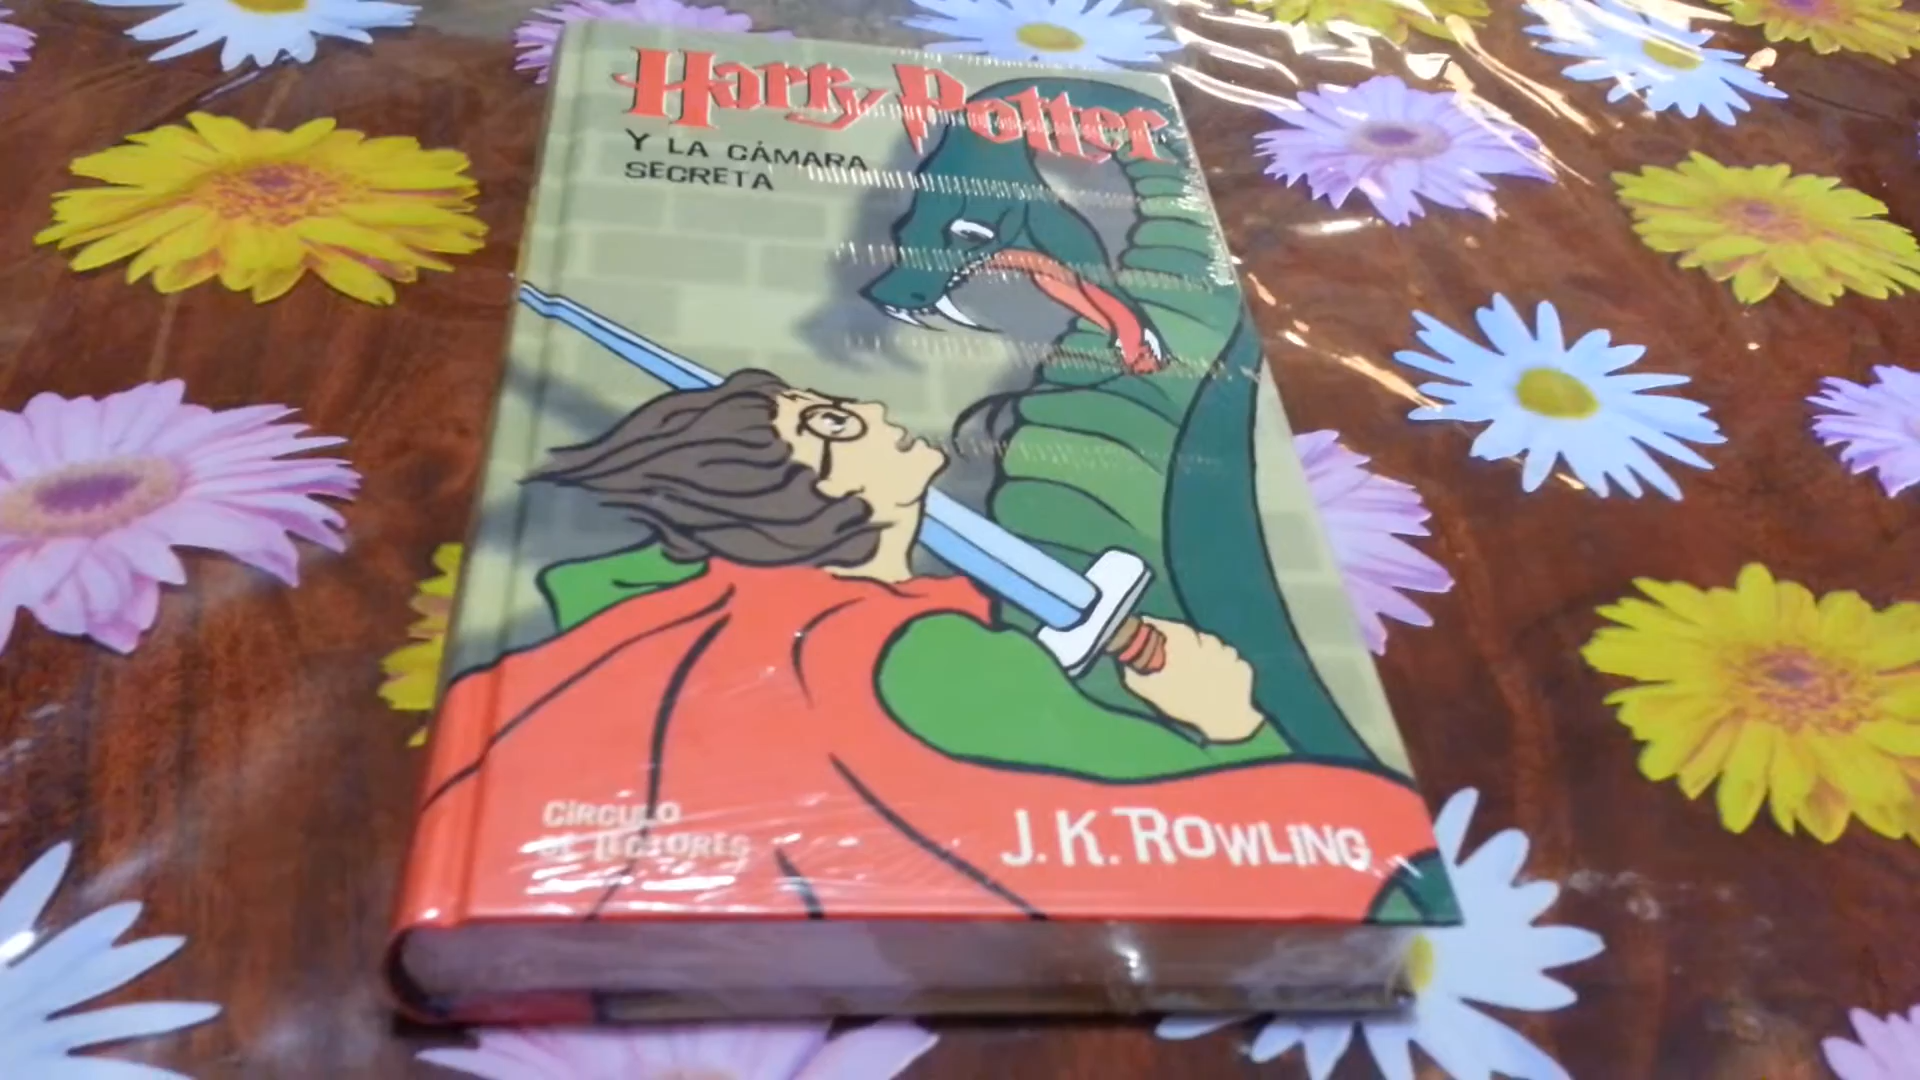 Harry Potter
Y LA CÁMARA
SECRETA
CÍRCULO
DE LECTORES
J.K. ROWLING